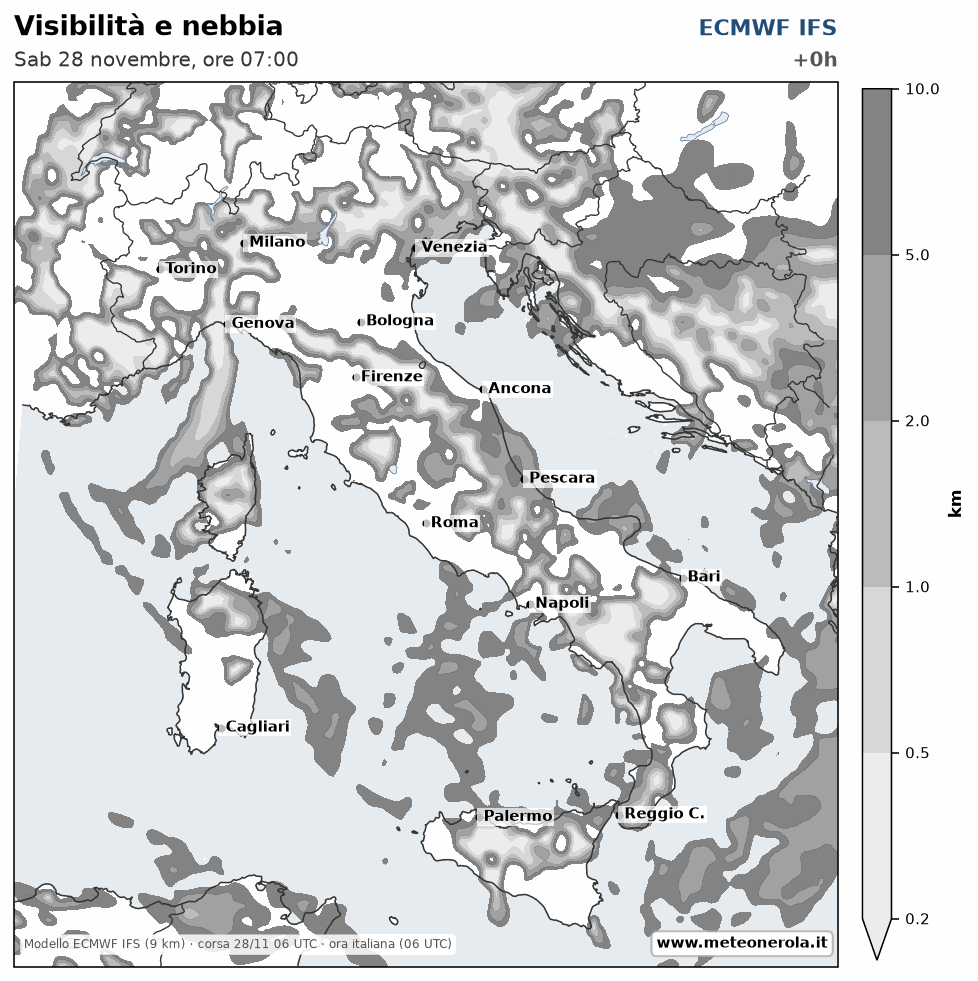 Visibilità e nebbia
ECMWF IFS
Sab 28 novembre, ore 07:00
+0h
10.0
5.0
2.0
1.0
0.5
0.2
km
Milano
Venezia
Torino
Genova
Bologna
Firenze
Ancona
Pescara
Roma
Bari
Napoli
Cagliari
Palermo
Reggio C.
Modello ECMWF IFS (9 km) · corsa 28/11 06 UTC · ora italiana (06 UTC)
www.meteonerola.it